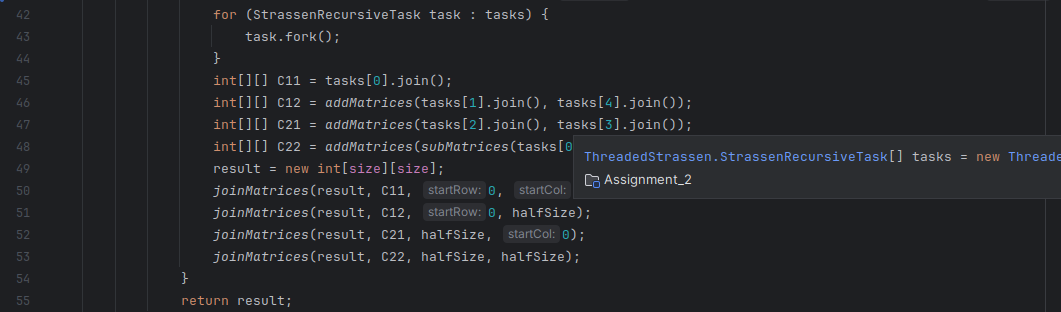 42 for (StrassenRecursiveTask task : tasks) {
43 task.fork();
44 }
45 int[][] C11 = tasks[0].join();
46 int[][] C12 = addMatrices(tasks[1].join(), tasks[4].join());
47 int[][] C21 = addMatrices(tasks[2].join(), tasks[3].join());
48 int[][] C22 = addMatrices(subMatrices(tasks[0
ThreadedStrassen.StrassenRecursiveTask[] tasks = new Threade
49 result = new int[size][size];
Assignment_2
50 joinMatrices(result, C11, startRow: 0, startCol:
51 joinMatrices(result, C12, startRow: 0, halfSize);
52 joinMatrices(result, C21, halfSize, startCol: 0);
53 joinMatrices(result, C22, halfSize, halfSize);
54 }
55 return result;